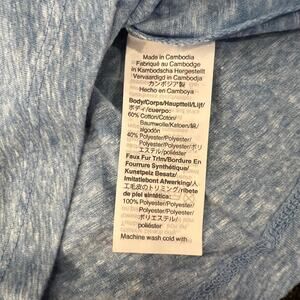 Made in Cambodia
Fabriqué au Cambodge
in Kambodscha Hergestellt
Vervaardigd in Cambodja
カンボジア製
Hecho en Camboya
Body/Corps/Hauptteil/Lijf/
ボディ/cuerpo:
60% Cotton/Coton/
Baumwolle/Katoen/綿/
algodón
40% Polyester/Polyester/
Polyester/Polyester/ポリ
エステル/poliéster
Faux Fur Trim/Bordure En
Fourrure Synthétique/
Kunstpelz Besatz/
Imitatiebont Afwerking/人
工毛皮のトリミング/ribete
de piel sintética:
100% Polyester/Polyester/
Polyester/Polyester/
ポリエステル/
poliéster
Machine wash cold with